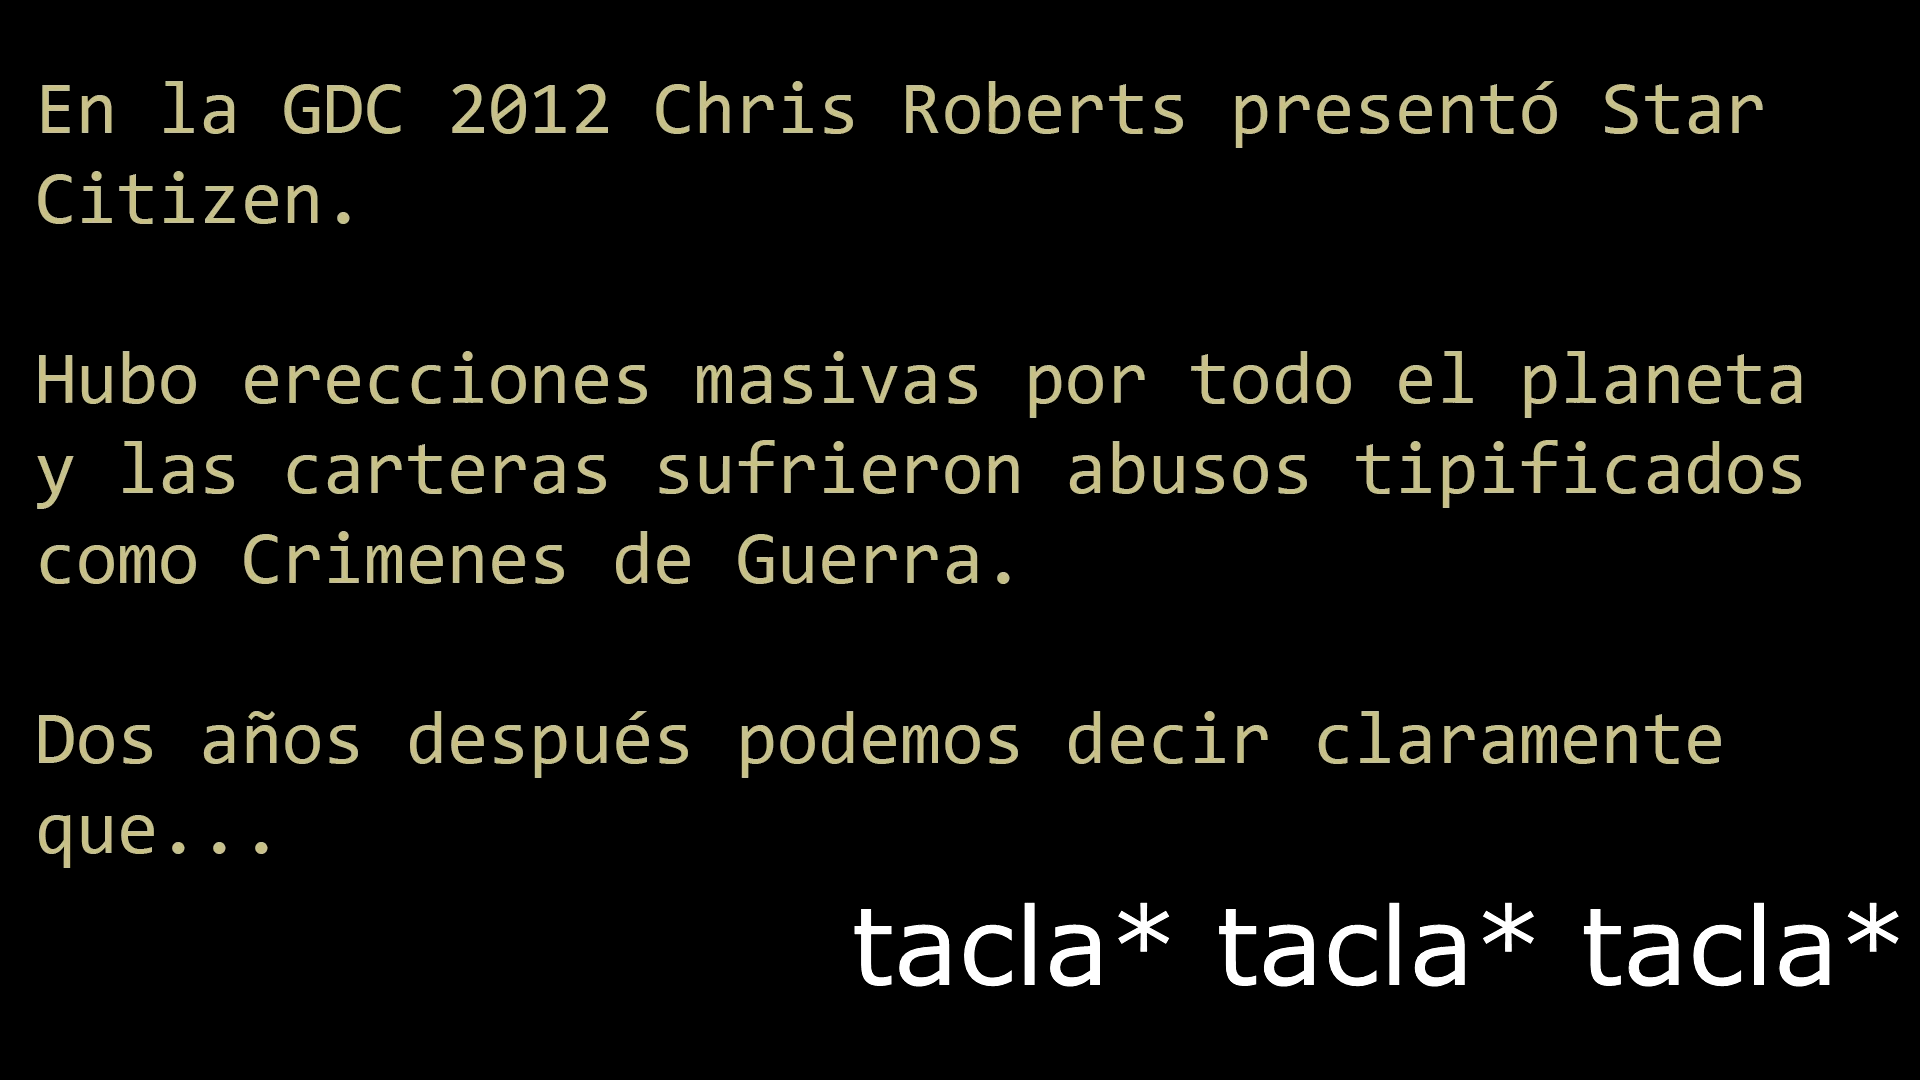 En la GDC 2012 Chris Roberts presentó Star
Citizen.
Hubo erecciones masivas por todo el planeta
y las carteras sufrieron abusos tipificados
como Crimenes de Guerra.
Dos años después podemos decir claramente
que...
tacla* tacla* tacla*